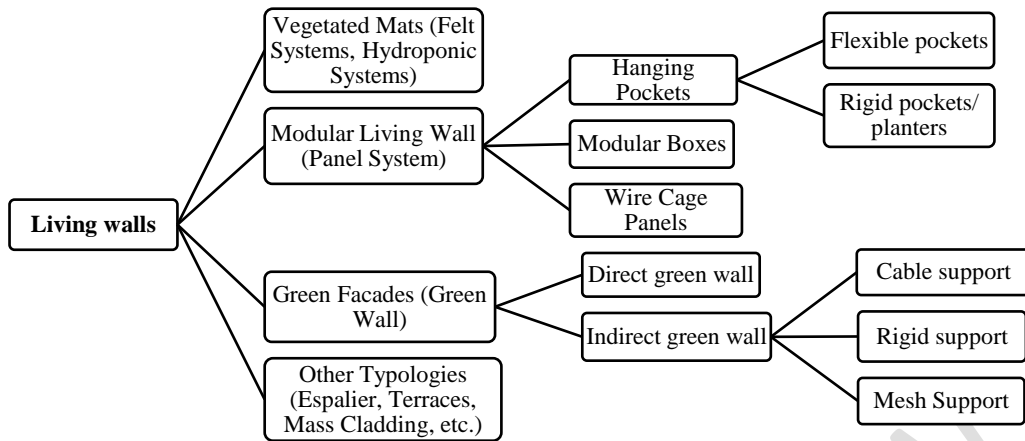 Living walls
Vegetated Mats (Felt
Systems, Hydroponic
Systems)
Modular Living Wall
(Panel System)
Hanging
Pockets
Flexible pockets
Rigid pockets/
planters
Modular Boxes
Wire Cage
Panels
Green Facades (Green
Wall)
Direct green wall
Indirect green wall
Cable support
Rigid support
Mesh Support
Other Typologies
(Espalier, Terraces,
Mass Cladding, etc.)